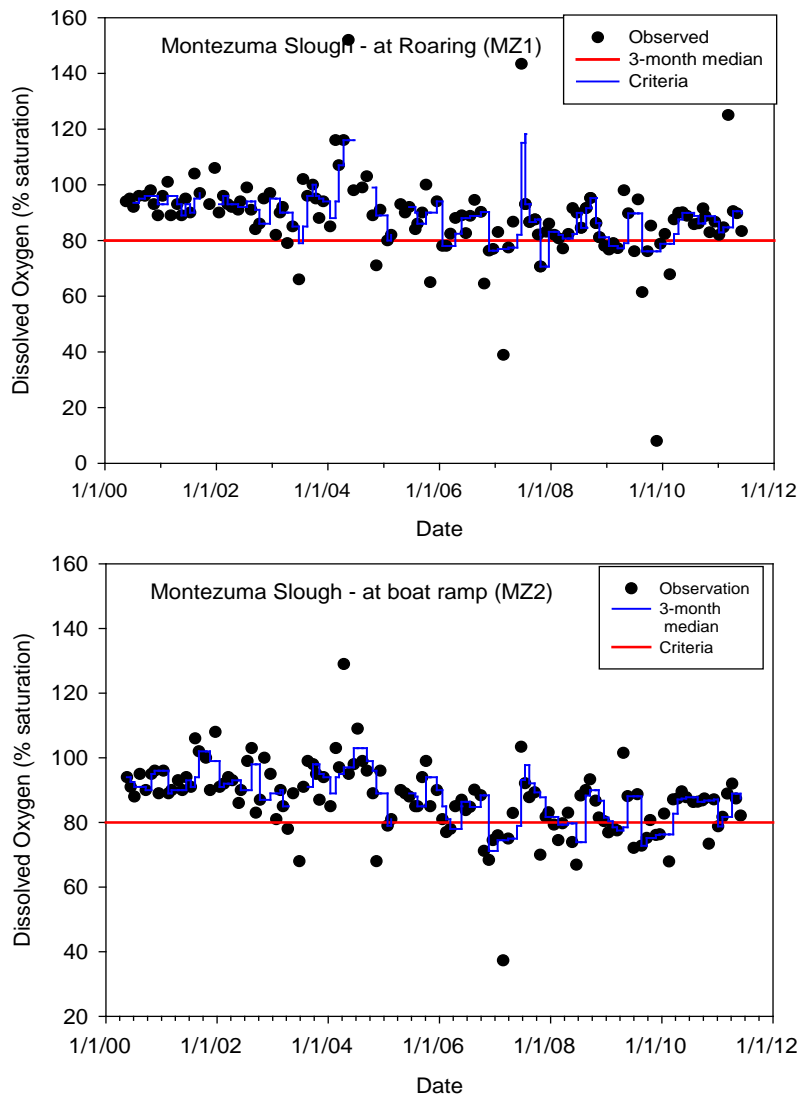 Montezuma Slough - at Roaring (MZ1)
Observed
3-month median
Criteria
Dissolved Oxygen (% saturation)
160
140
120
100
80
60
40
20
0
1/1/00 1/1/02 1/1/04 1/1/06 1/1/08 1/1/10 1/1/12
Date
Montezuma Slough - at boat ramp (MZ2)
Observation
3-month
median
Criteria
Dissolved Oxygen (% saturation)
160
140
120
100
80
60
40
20
1/1/00 1/1/02 1/1/04 1/1/06 1/1/08 1/1/10 1/1/12
Date